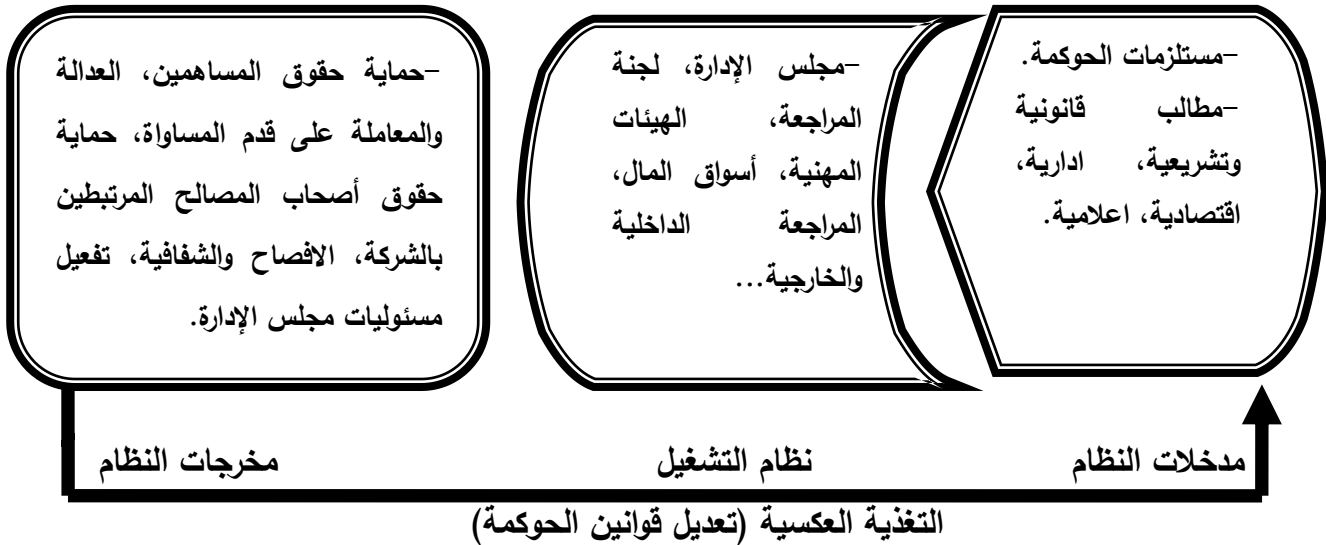 -مستلزمات الحوكمة.
-مطالب قانونية
وتشريعية، ادارية،
اقتصادية، اعلامية.
-مجلس الإدارة، لجنة
المراجعة، الهيئات
المهنية، أسواق المال،
المراجعة الداخلية
والخارجية...
-حماية حقوق المساهمين، العدالة
والمعاملة على قدم المساواة، حماية
حقوق أصحاب المصالح المرتبطين
بالشركة، الافصاح والشفافية، تفعيل
مسئوليات مجلس الإدارة.
مدخلات النظام
نظام التشغيل
مخرجات النظام
التغذية العكسية (تعديل قوانين الحوكمة)